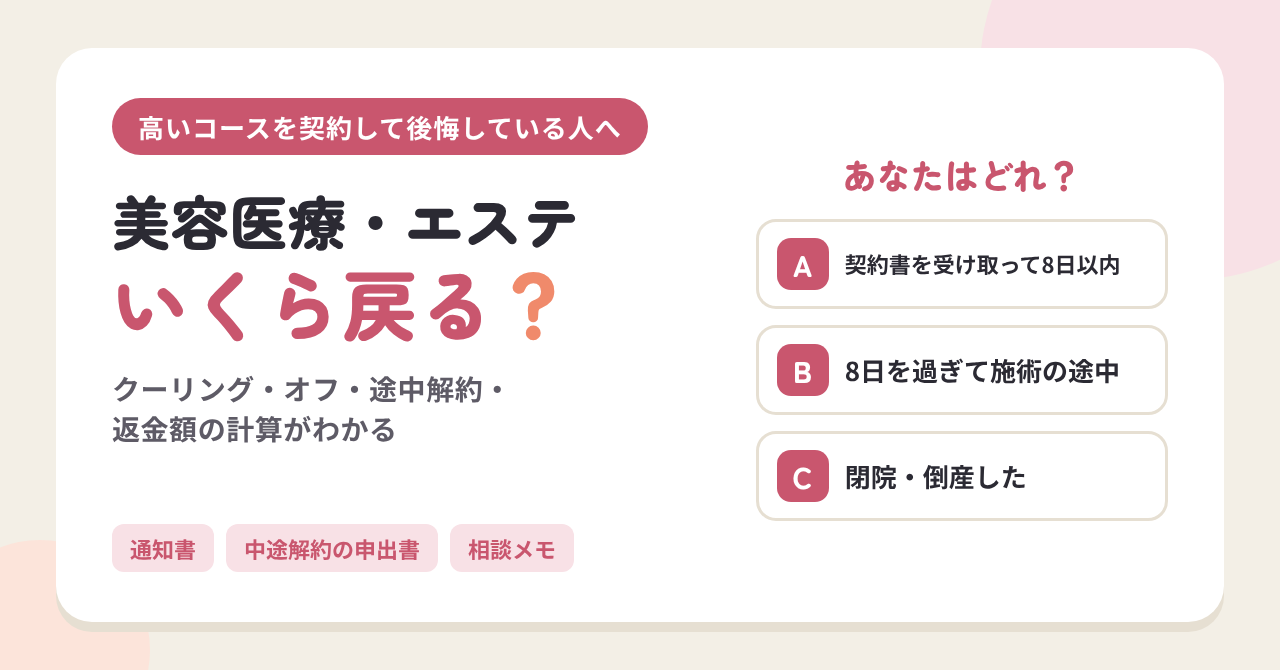 高いコースを契約して後悔している人へ
美容医療・エステ
いくら戻る？
クーリング・オフ・途中解約・
返金額の計算がわかる
通知書
中途解約の申出書
相談メモ
あなたはどれ？
A 契約書を受け取って8日以内
B 8日を過ぎて施術の途中
C 閉院・倒産した